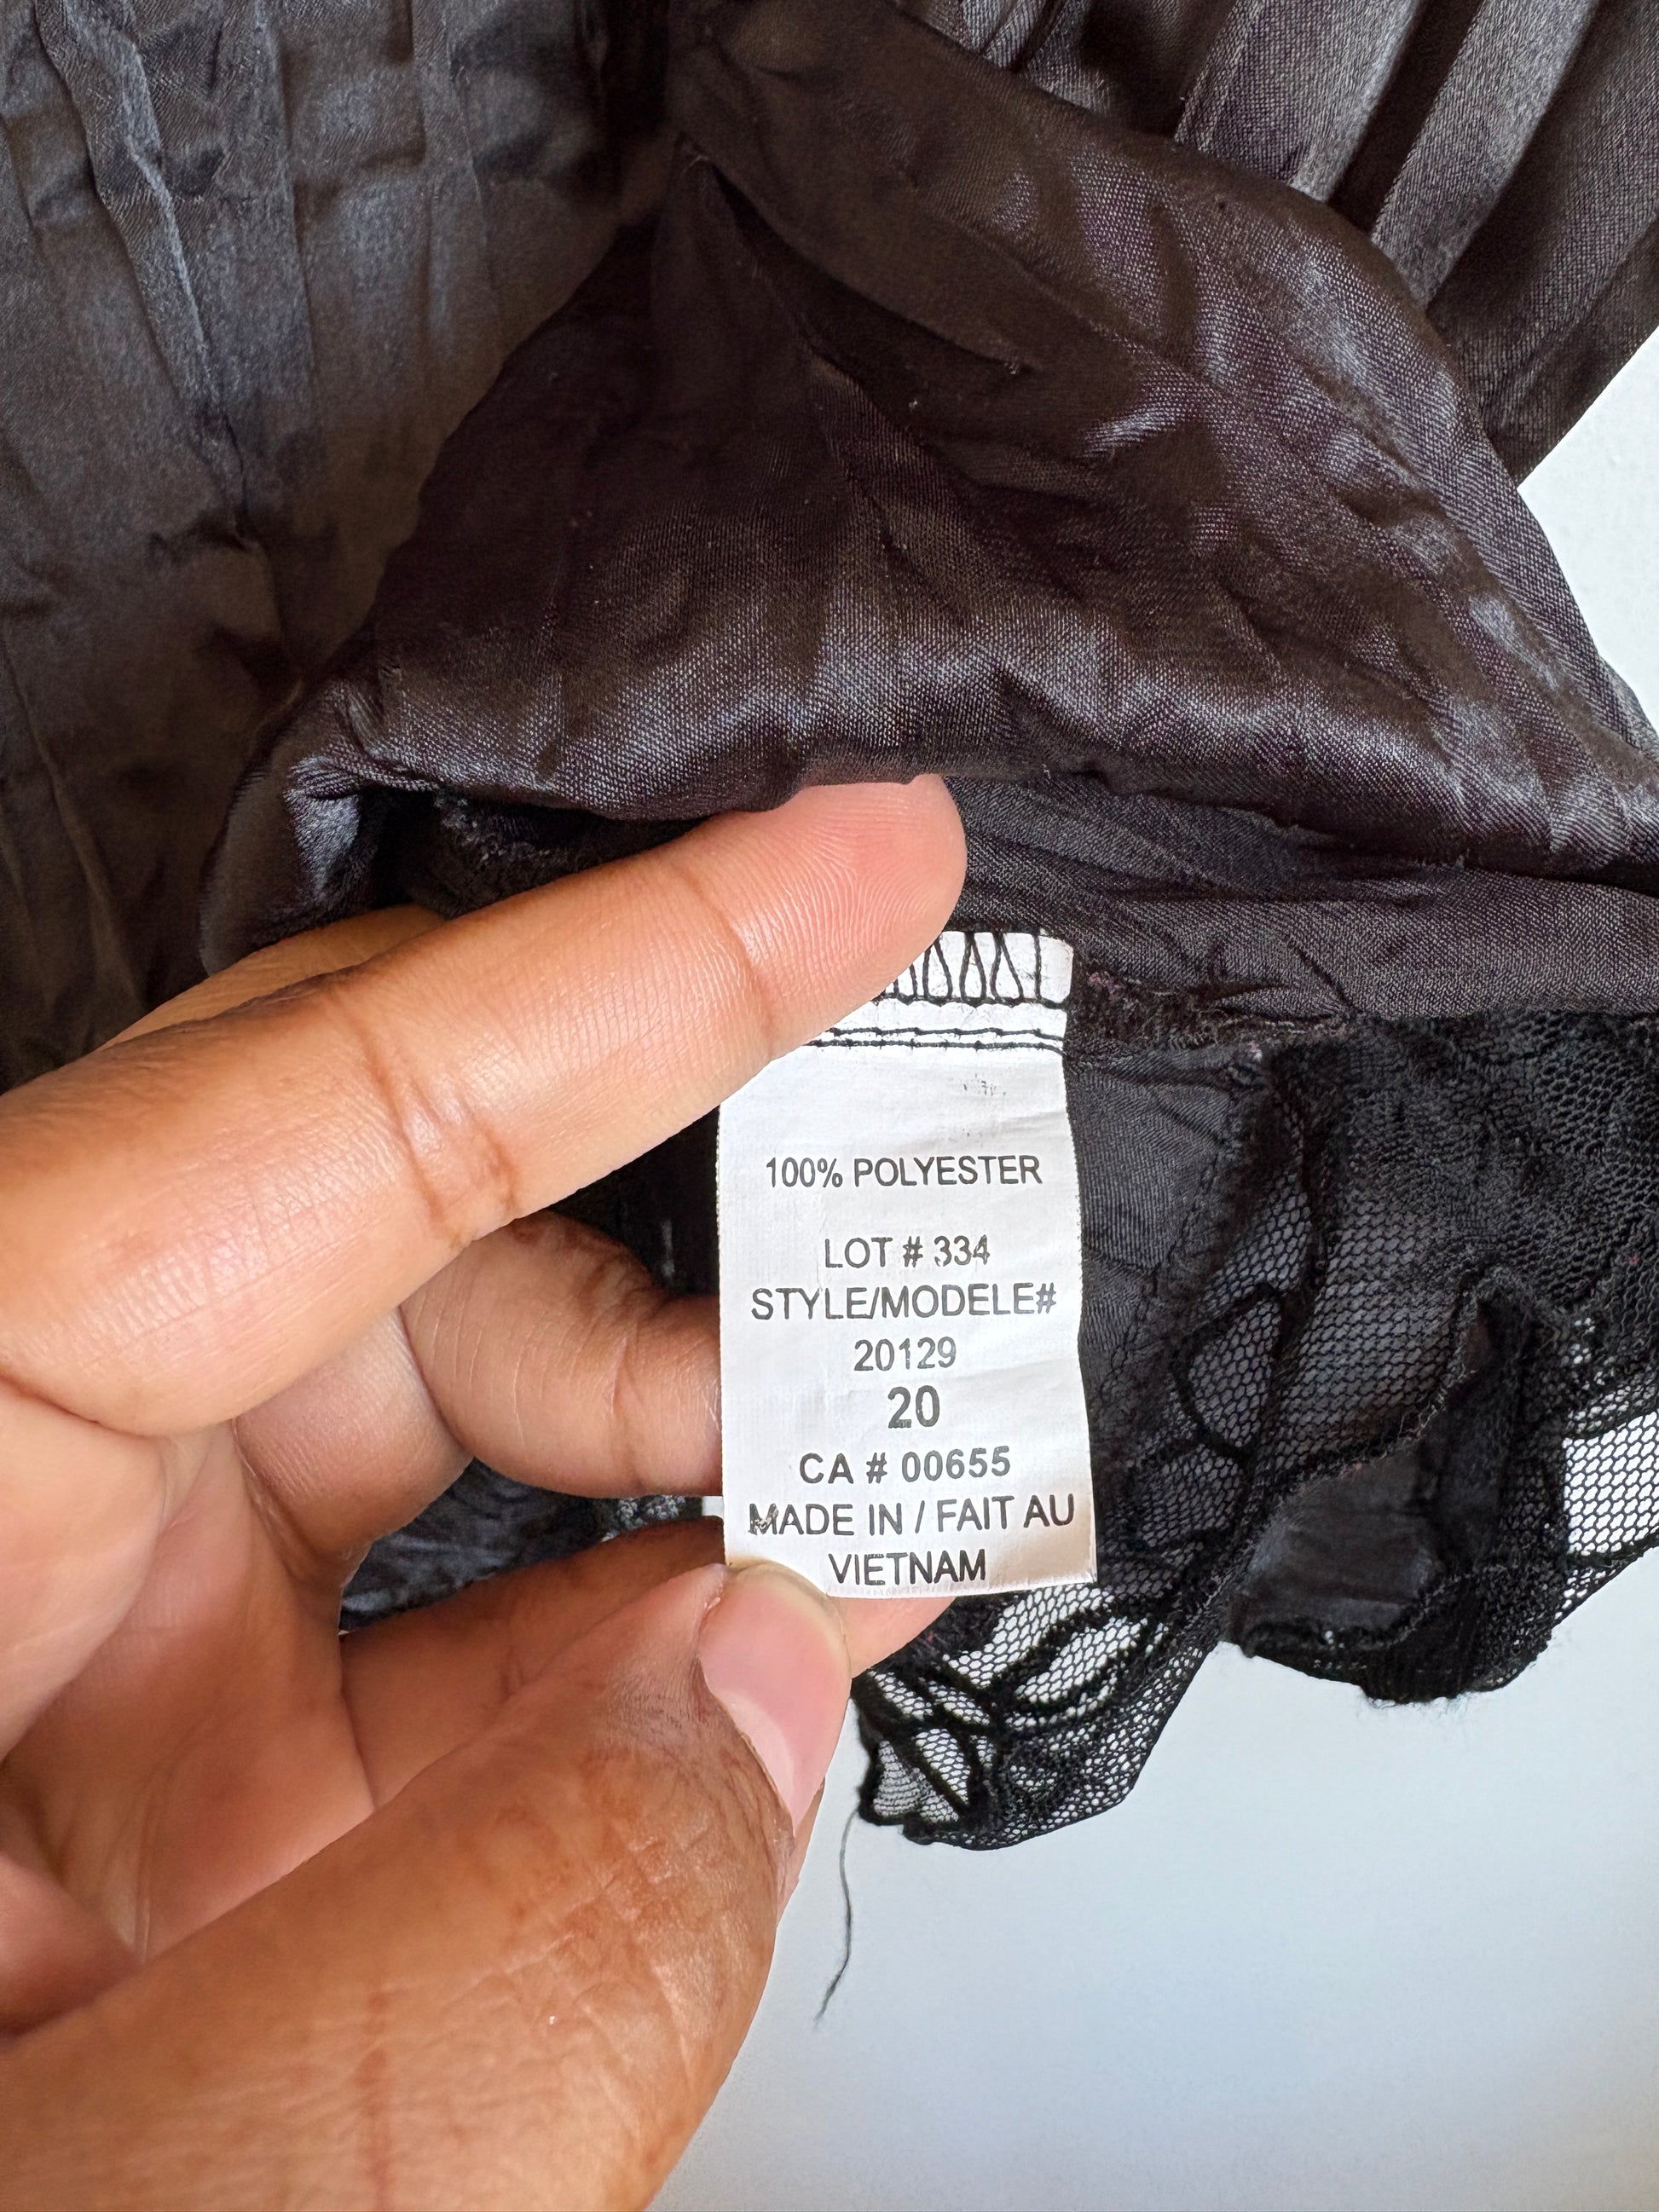 100% POLYESTER
LOT # 334
STYLE/MODELE#
20129
20
CA # 00655
MADE IN / FAIT AU
VIETNAM